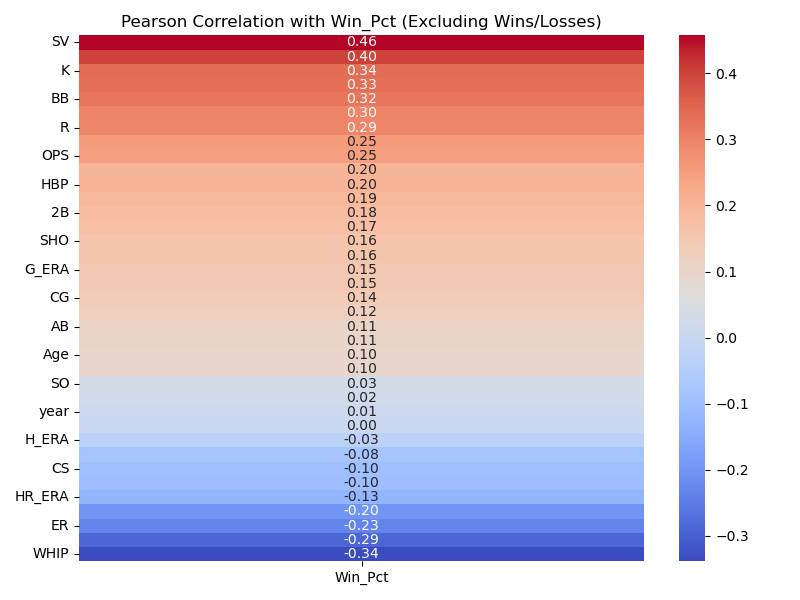 Pearson Correlation with Win_Pct (Excluding Wins/Losses)
SV 0.46
0.40
K 0.34
0.33
BB 0.32
0.30
R 0.29
0.25
OPS 0.25
0.20
HBP 0.20
0.19
2B 0.18
0.17
SHO 0.16
0.16
G_ERA 0.15
0.15
CG 0.14
0.12
AB 0.11
0.11
Age 0.10
0.10
SO 0.03
0.02
year 0.01
0.00
H_ERA -0.03
-0.08
CS -0.10
-0.10
HR_ERA -0.13
-0.20
ER -0.23
-0.29
WHIP -0.34
Win_Pct
0.4
0.3
0.2
0.1
0.0
−0.1
−0.2
−0.3